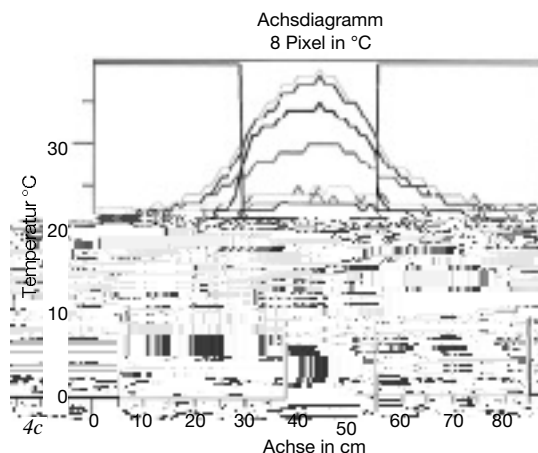 Achsdiagramm
8 Pixel in °C
Temperatur °C
30
20
10
0
4c
0 10 20 30 40 50 60 70 80
Achse in cm